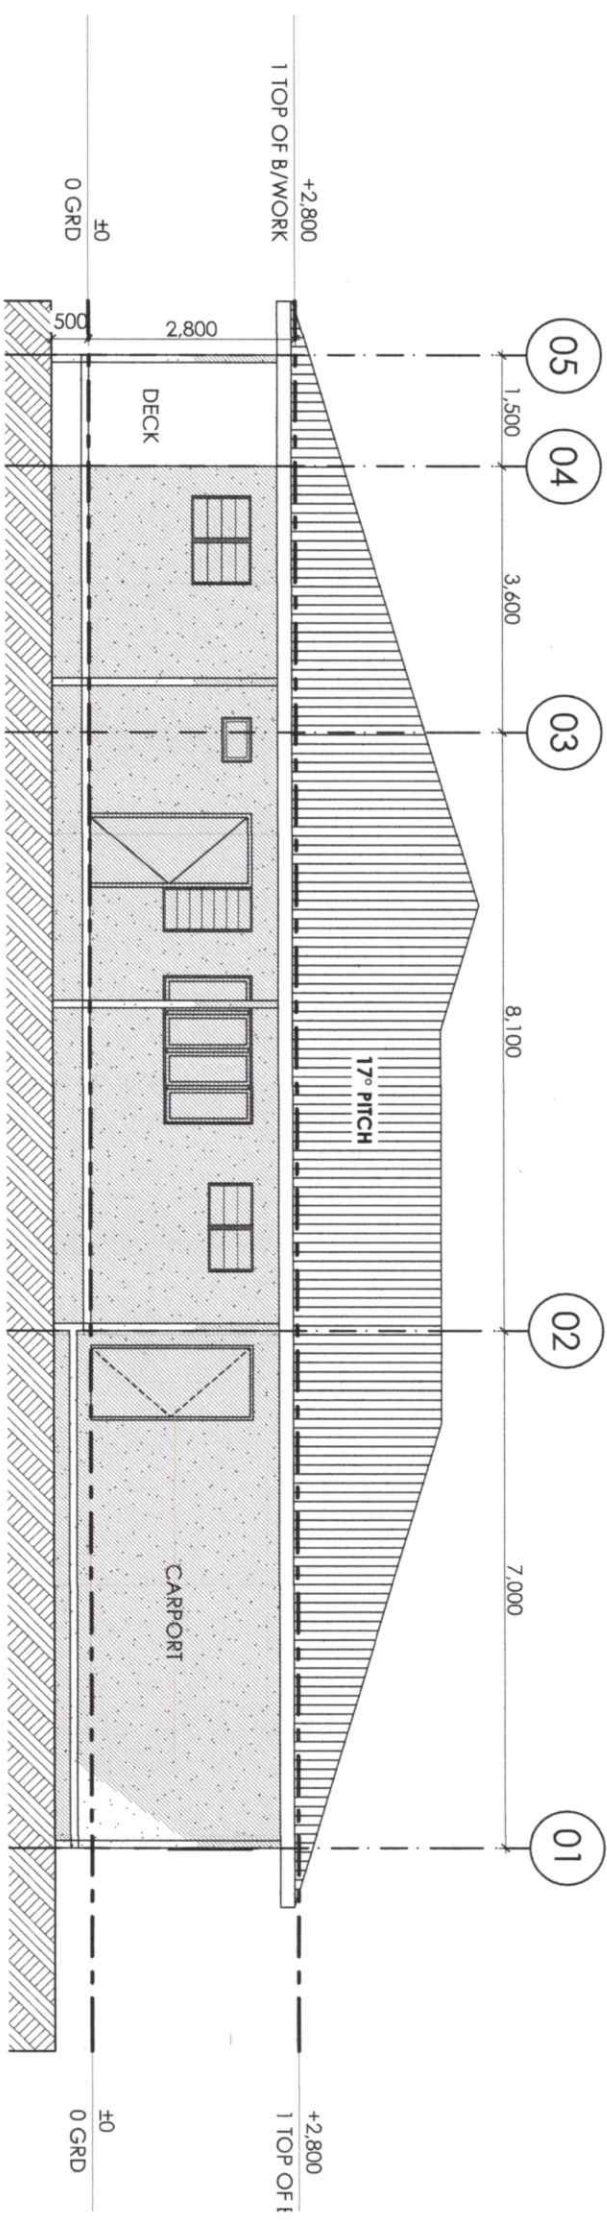 05
04
03
02
01
1,500
3,600
8,100
7,000
+2,800
1 TOP OF B/WORK
±0
0 GRD
2,800
500
17° PITCH
DECK
CARPORT
+2,800
1 TOP OF
±0
0 GRD